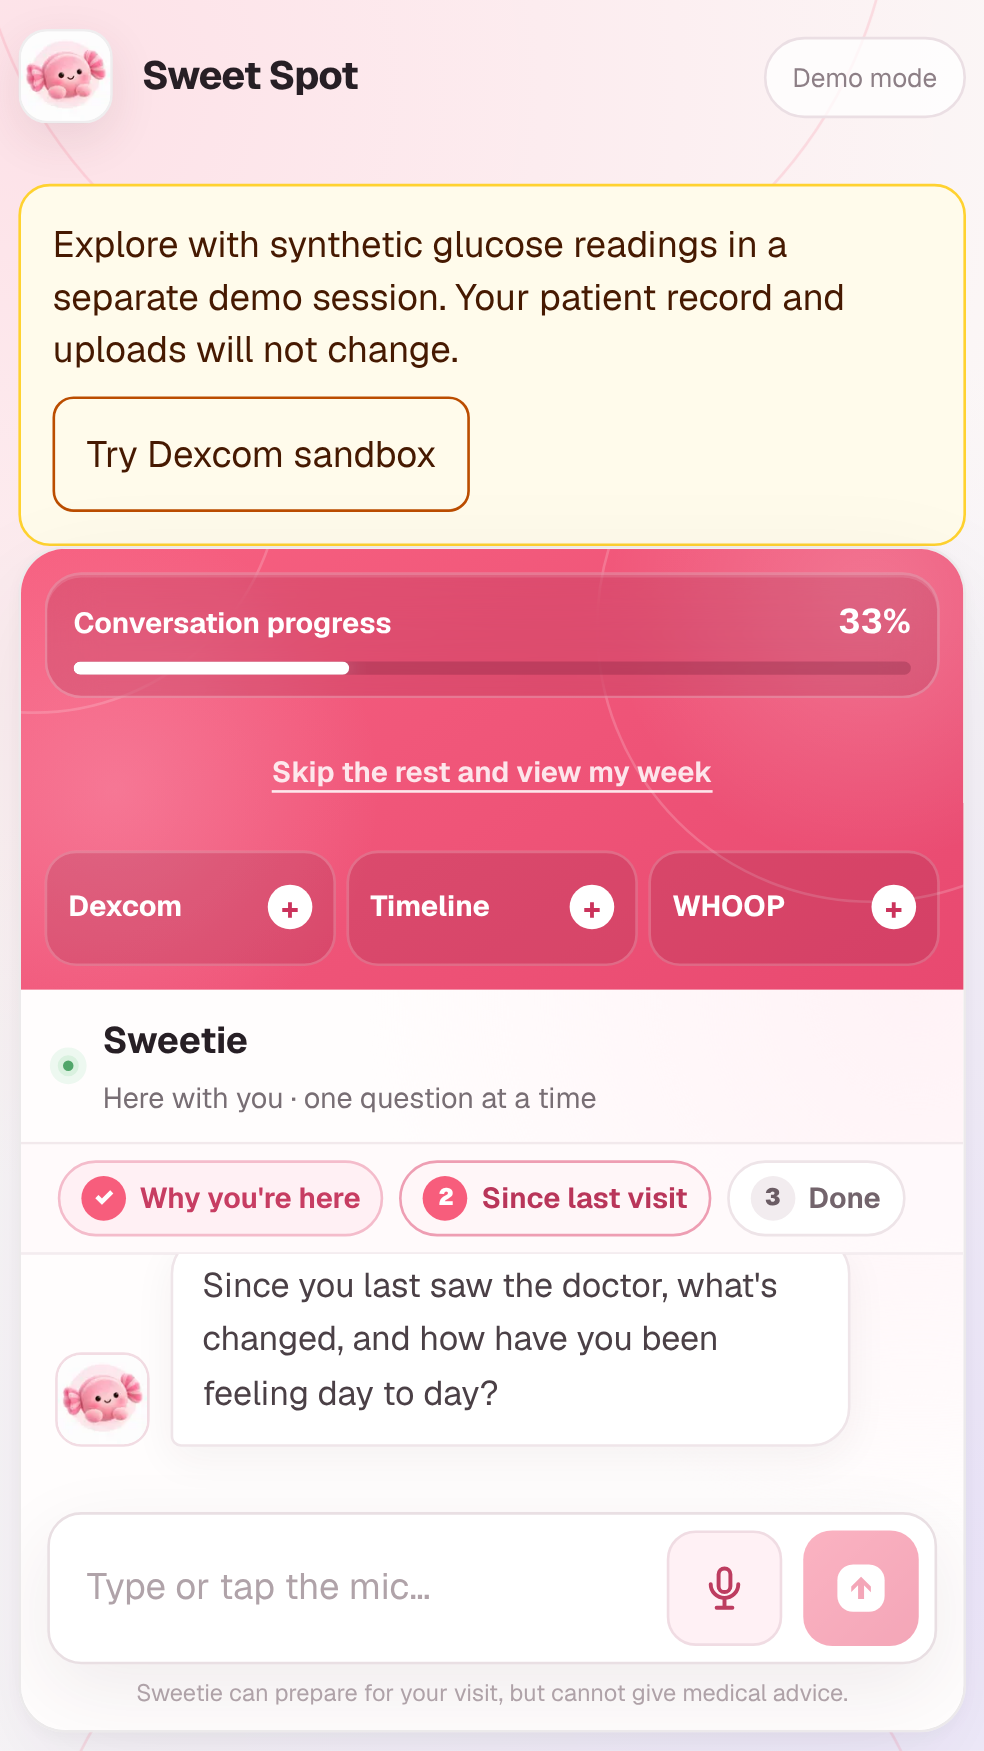 Sweet Spot
Demo mode
Explore with synthetic glucose readings in a
separate demo session. Your patient record and
uploads will not change.
Try Dexcom sandbox
Conversation progress
33%
Skip the rest and view my week
Dexcom
+
Timeline
+
WHOOP
+
Sweetie
Here with you · one question at a time
Why you're here
2
Since last visit
3
Done
Since you last saw the doctor, what's
changed, and how have you been
feeling day to day?
Type or tap the mic...
Sweetie can prepare for your visit, but cannot give medical advice.